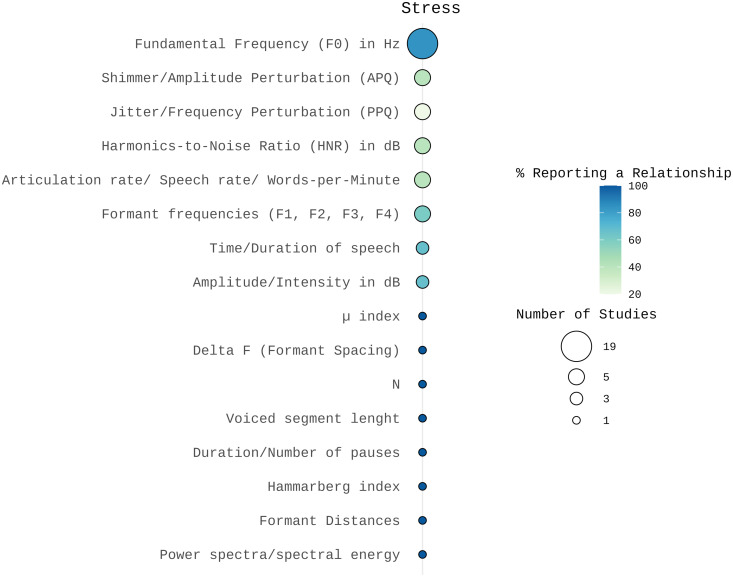 Stress
Fundamental Frequency (F0) in Hz
Shimmer/Amplitude Perturbation (APQ)
Jitter/Frequency Perturbation (PPQ)
Harmonics-to-Noise Ratio (HNR) in dB
Articulation rate/ Speech rate/ Words-per-Minute
Formant frequencies (F1, F2, F3, F4)
Time/Duration of speech
Amplitude/Intensity in dB
µ index
Delta F (Formant Spacing)
N
Voiced segment lenght
Duration/Number of pauses
Hammarberg index
Formant Distances
Power spectra/spectral energy
% Reporting a Relationship
100
80
60
40
20
Number of Studies
19
5
3
1